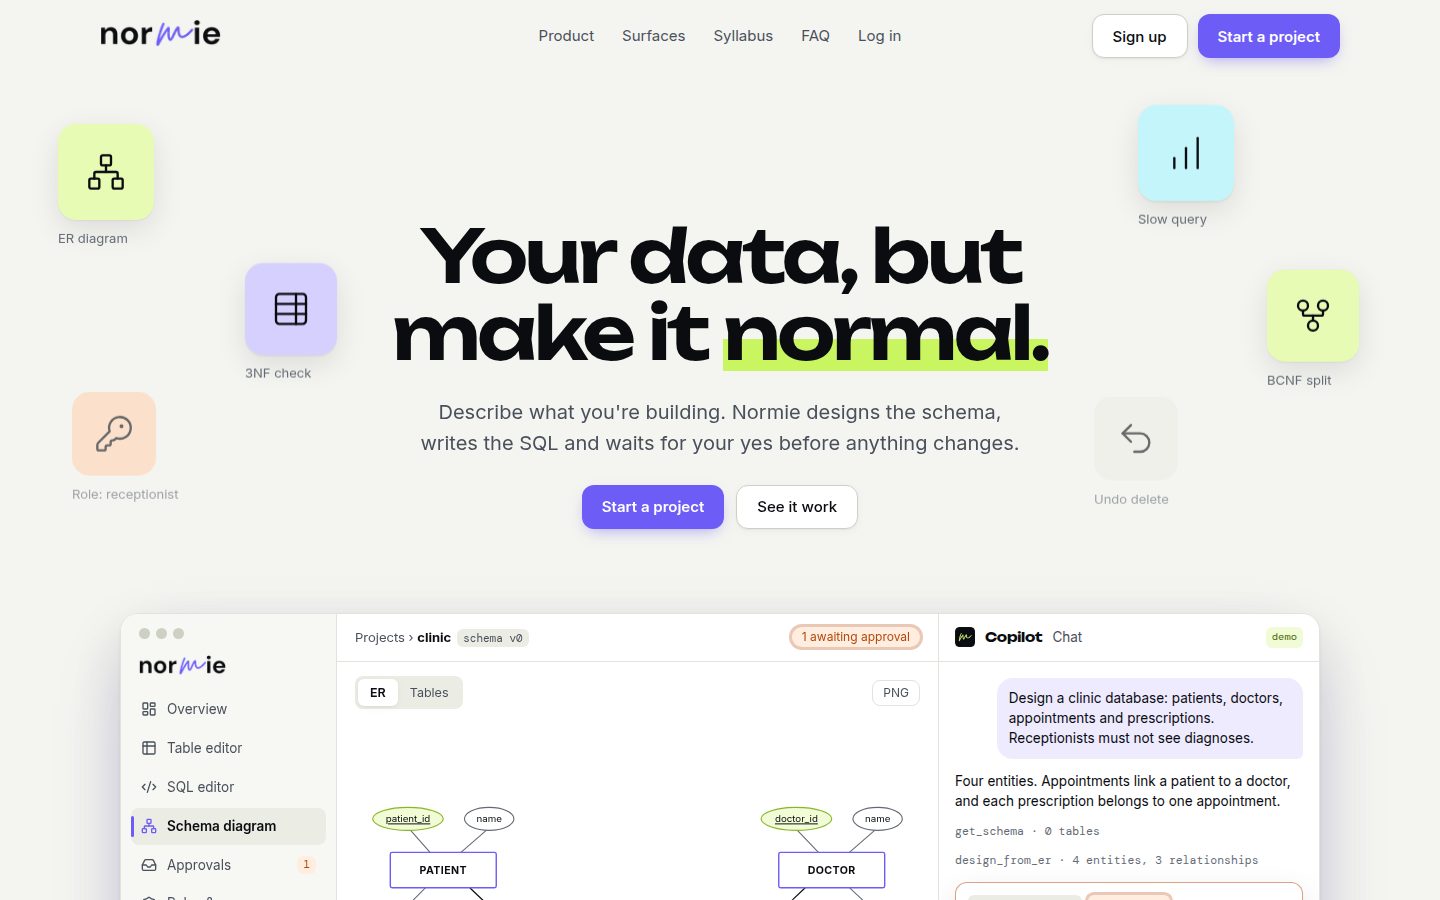 normie
Product
Surfaces
Syllabus
FAQ
Log in
Sign up
Start a project
ER diagram
Slow query
3NF check
BCNF split
Role: receptionist
Undo delete
Your data, but
make it normal.
Describe what you're building. Normie designs the schema,
writes the SQL and waits for your yes before anything changes.
Start a project
See it work
normie
Overview
Table editor
SQL editor
Schema diagram
Approvals
1
Projects › clinic
schema v0
1 awaiting approval
ER
Tables
PNG
patient_id
name
PATIENT
doctor_id
name
DOCTOR
Copilot
Chat
demo
Design a clinic database: patients, doctors,
appointments and prescriptions.
Receptionists must not see diagnoses.
Four entities. Appointments link a patient to a doctor,
and each prescription belongs to one appointment.
get_schema · 0 tables
design_from_er · 4 entities, 3 relationships